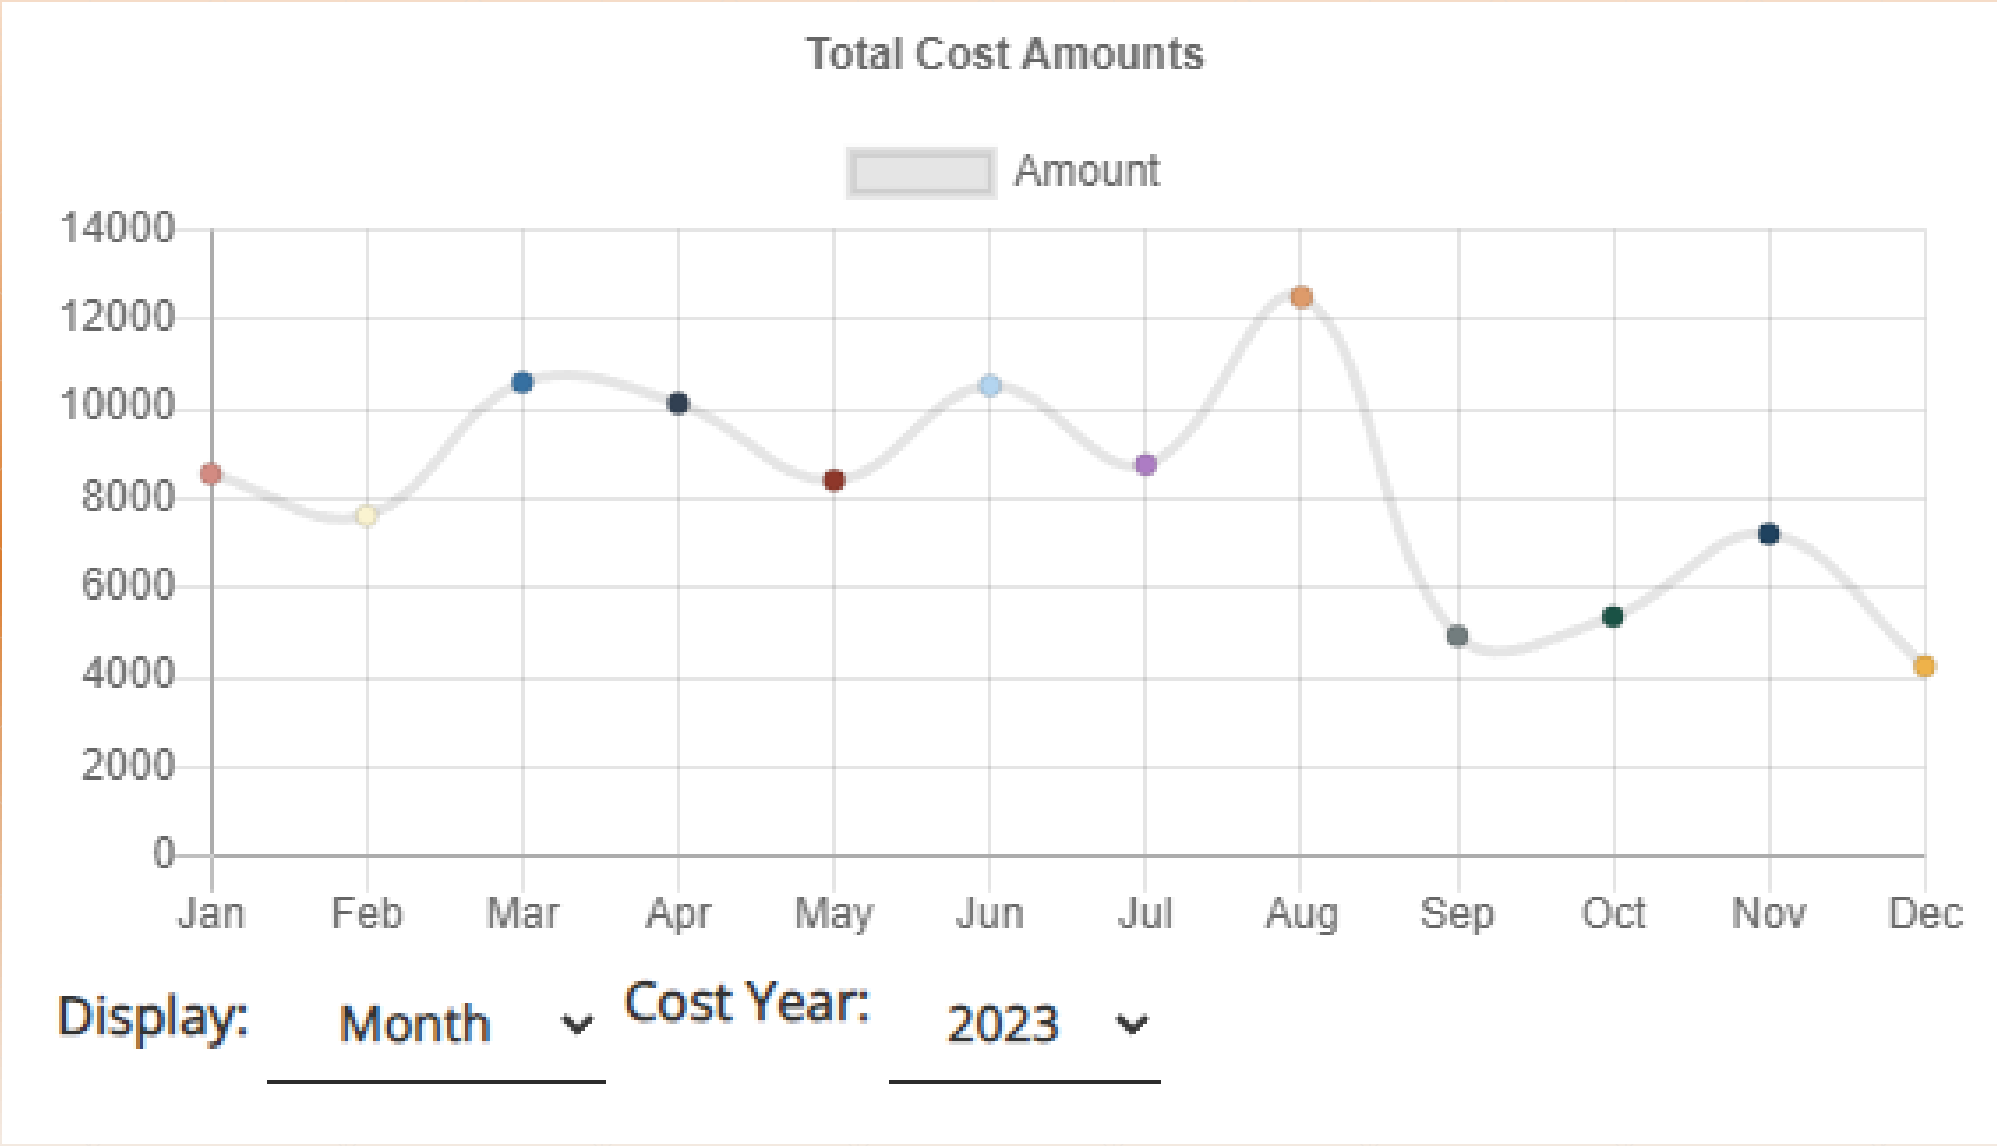 Total Cost Amounts
Amount
14000
12000
10000
8000
6000
4000
2000
0
Jan Feb Mar Apr May Jun Jul Aug Sep Oct Nov Dec
Display: Month Cost Year: 2023